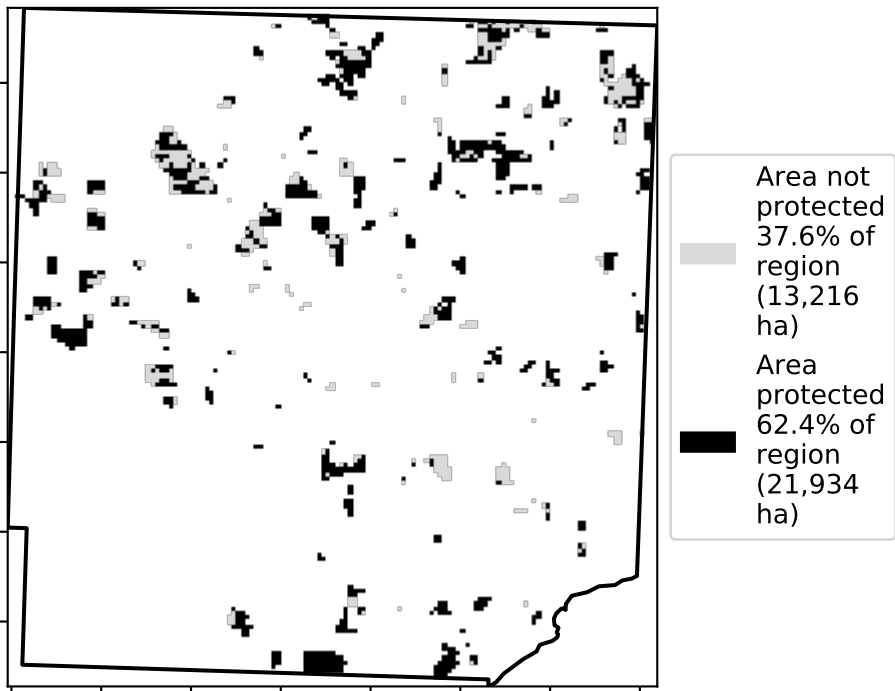 Area not
protected
37.6% of
region
(13,216
ha)
Area
protected
62.4% of
region
(21,934
ha)